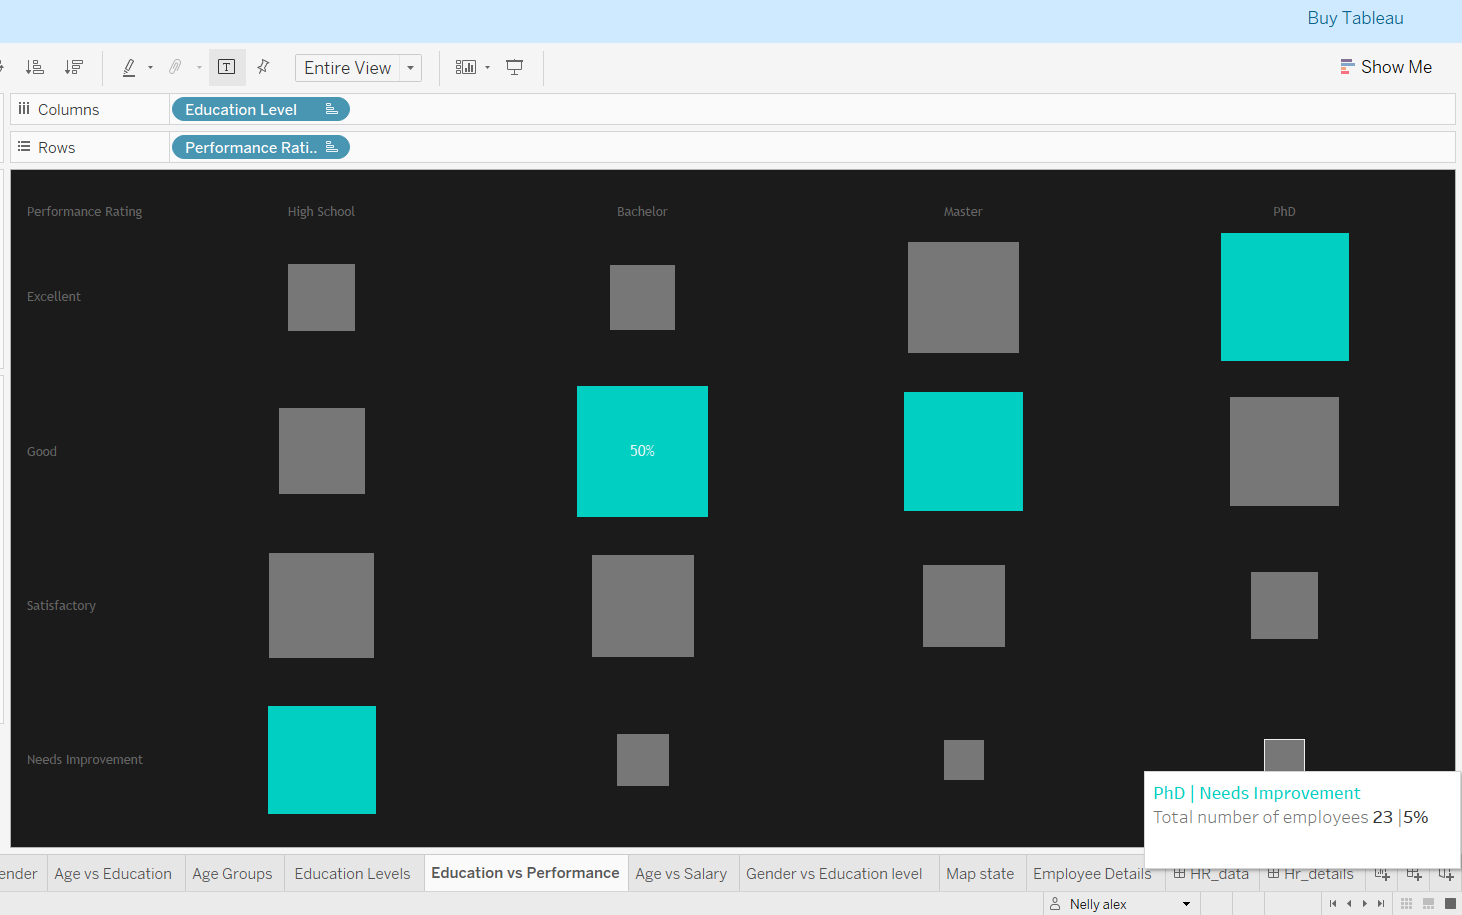 Buy Tableau
Entire View
Show Me
Columns
Education Level
Rows
Performance Rati..
Performance Rating
High School
Bachelor
Master
PhD
Excellent
Good
50%
Satisfactory
Needs Improvement
PhD | Needs Improvement
Total number of employees 23 |5%
ender
Age vs Education
Age Groups
Education Levels
Education vs Performance
Age vs Salary
Gender vs Education level
Map state
Employee Details
HR_data
Hr_details
Nelly alex